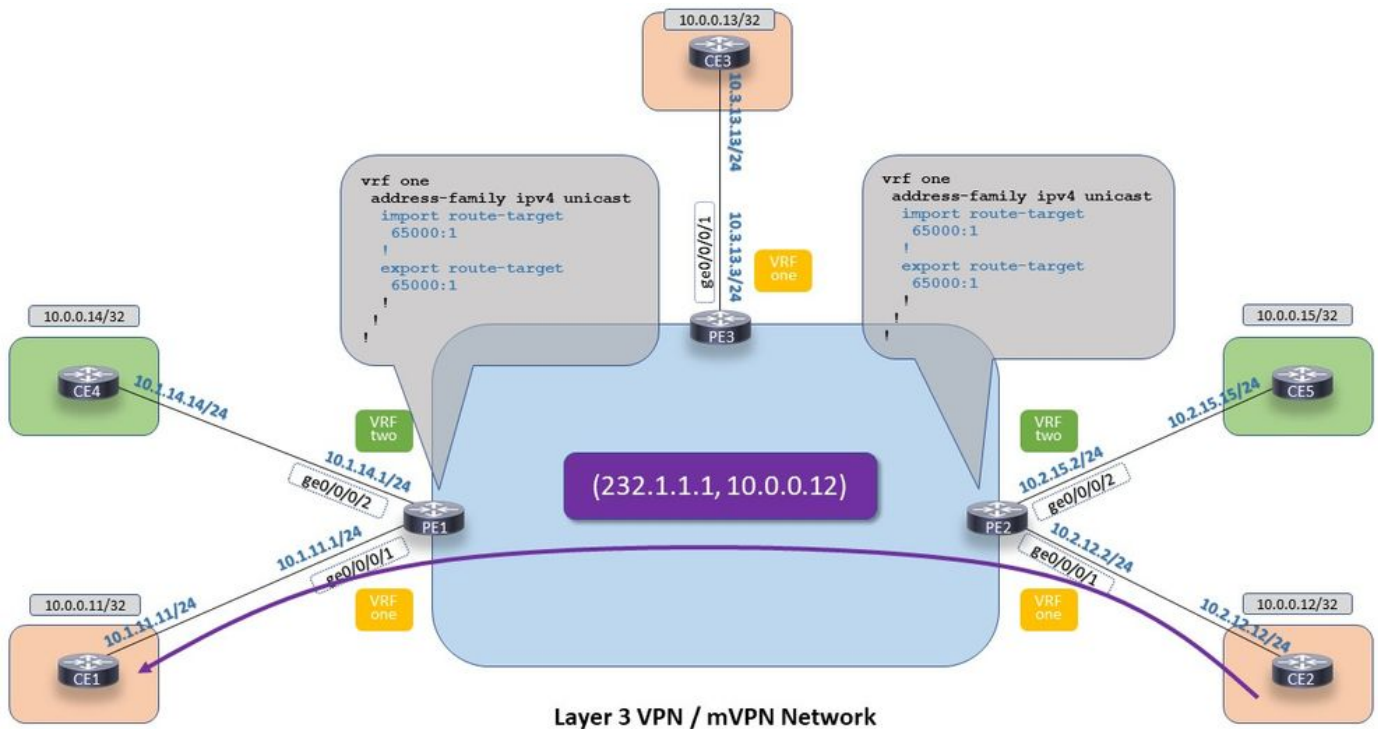 10.0.0.13/32
CE3
10.3.13.13/24
vrf one
address-family ipv4 unicast
import route-target
65000:1
!
export route-target
65000:1
!
!
!
vrf one
address-family ipv4 unicast
import route-target
65000:1
!
export route-target
65000:1
!
!
!
ge0/0/0/1
10.3.13.3/24
VRF
one
PE3
10.0.0.14/32
CE4
10.1.14.14/24
VRF
two
10.1.14.1/24
ge0/0/0/2
10.0.0.15/32
CE5
10.2.15.15/24
VRF
two
10.2.15.2/24
ge0/0/0/2
(232.1.1.1, 10.0.0.12)
PE1
PE2
10.1.11.1/24
ge0/0/0/1
VRF
one
10.2.12.2/24
ge0/0/0/1
VRF
one
10.0.0.11/32
10.1.11.11/24
CE1
10.0.0.12/32
10.2.12.12/24
CE2
Layer 3 VPN / mVPN Network